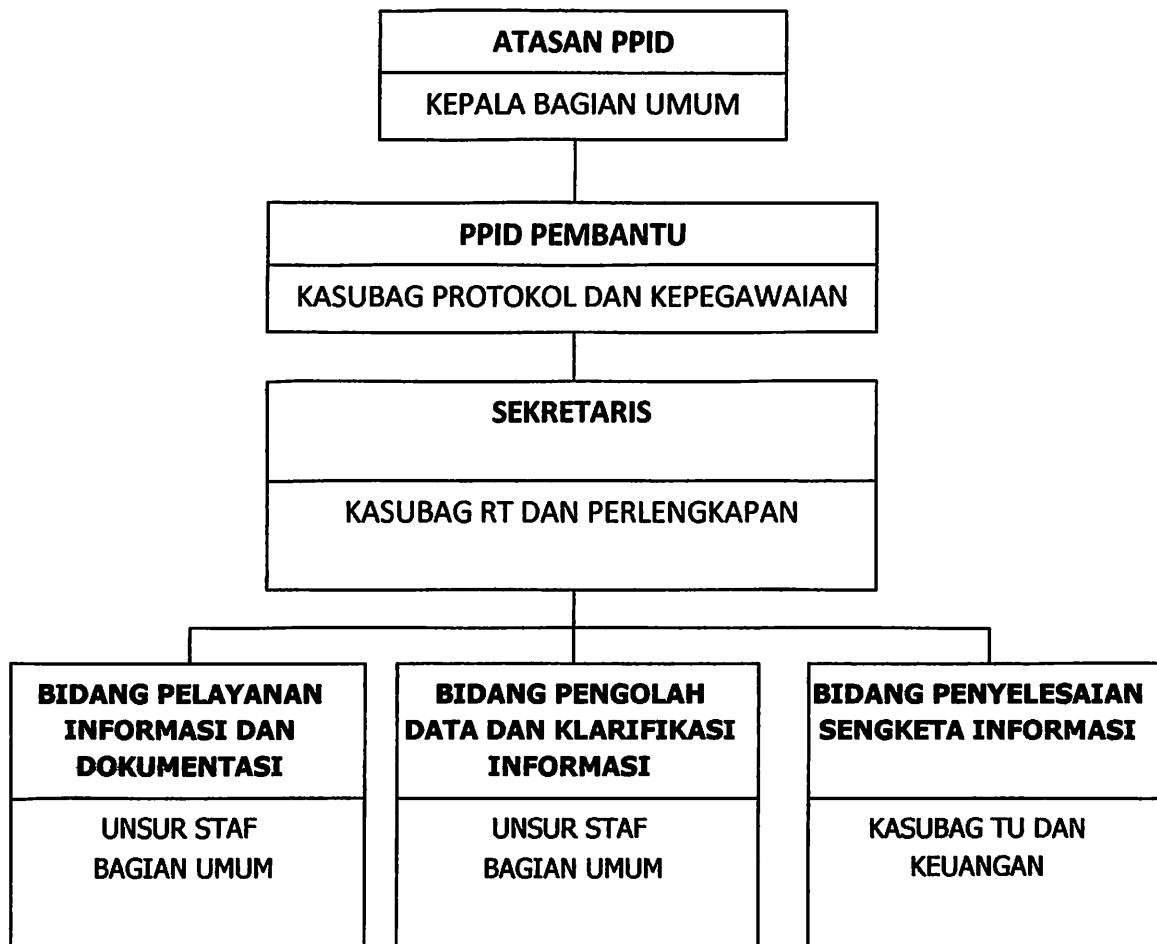 ATASAN PPID
KEPALA BAGIAN UMUM
PPID PEMBANTU
KASUBAG PROTOKOL DAN KEPEGAWAIAN
SEKRETARIS
KASUBAG RT DAN PERLENGKAPAN
BIDANG PELAYANAN
INFORMASI DAN
DOKUMENTASI
UNSUR STAF
BAGIAN UMUM
BIDANG PENGOLAH
DATA DAN KLARIFIKASI
INFORMASI
UNSUR STAF
BAGIAN UMUM
BIDANG PENYELESAIAN
SENGKETA INFORMASI
KASUBAG TU DAN
KEUANGAN